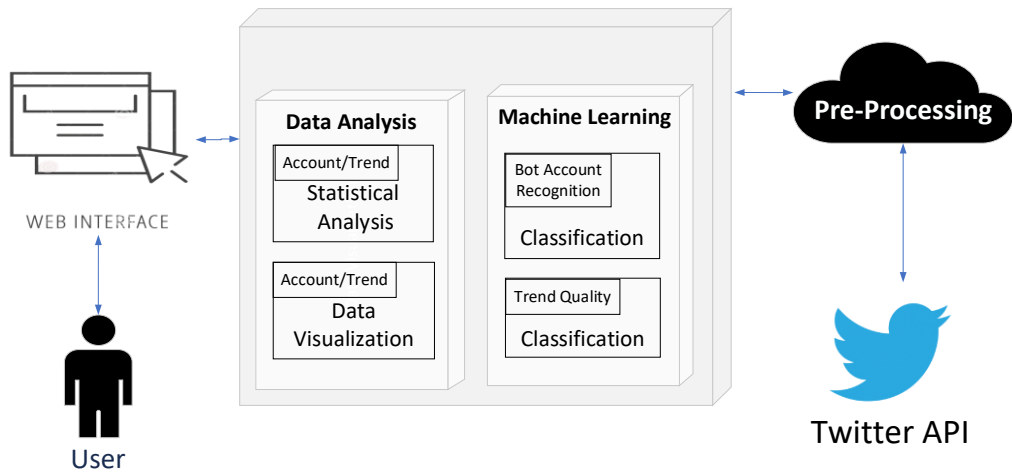 WEB INTERFACE
User
Data Analysis
Account/Trend
Statistical
Analysis
Account/Trend
Data
Visualization
Machine Learning
Bot Account
Recognition
Classification
Trend Quality
Classification
Pre-Processing
Twitter API